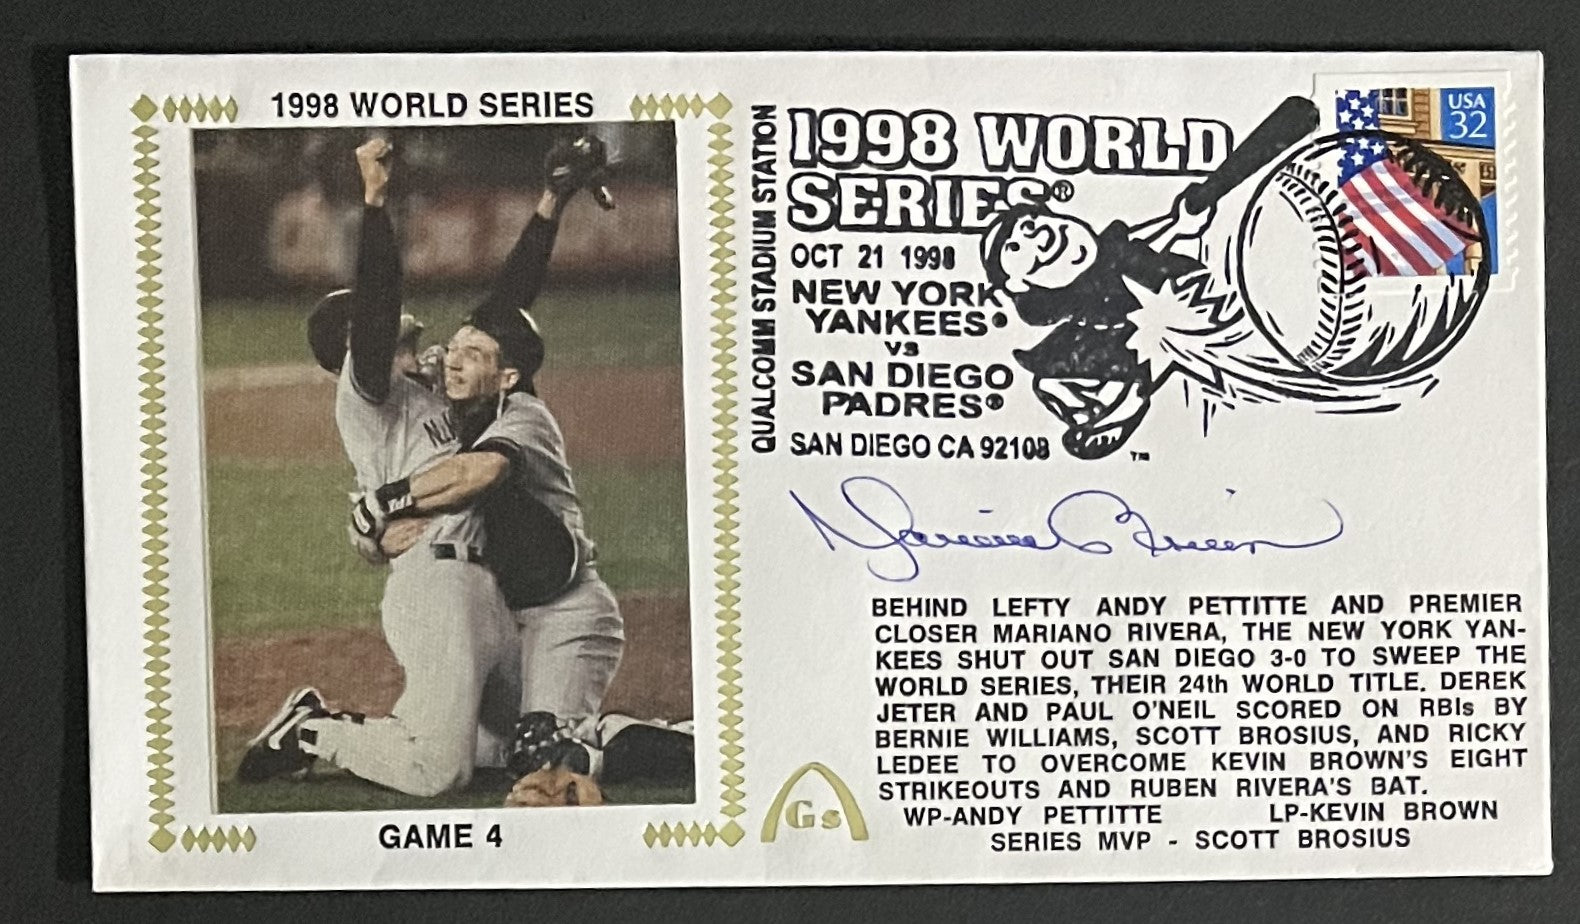 1998 WORLD SERIES
GAME 4
QUALCOMM STADIUM STATION
1998 WORLD
SERIES®
OCT 21 1998
NEW YORK
YANKEES®
vs
SAN DIEGO
PADRES®
SAN DIEGO CA 92108
TM
USA
32
Mariano Rivera
BEHIND LEFTY ANDY PETTITTE AND PREMIER
CLOSER MARIANO RIVERA, THE NEW YORK YAN-
KEES SHUT OUT SAN DIEGO 3-0 TO SWEEP THE
WORLD SERIES, THEIR 24th WORLD TITLE. DEREK
JETER AND PAUL O'NEIL SCORED ON RBIs BY
BERNIE WILLIAMS, SCOTT BROSIUS, AND RICKY
LEDEE TO OVERCOME KEVIN BROWN'S EIGHT
STRIKEOUTS AND RUBEN RIVERA'S BAT.
WP-ANDY PETTITTE LP-KEVIN BROWN
SERIES MVP - SCOTT BROSIUS
Gs